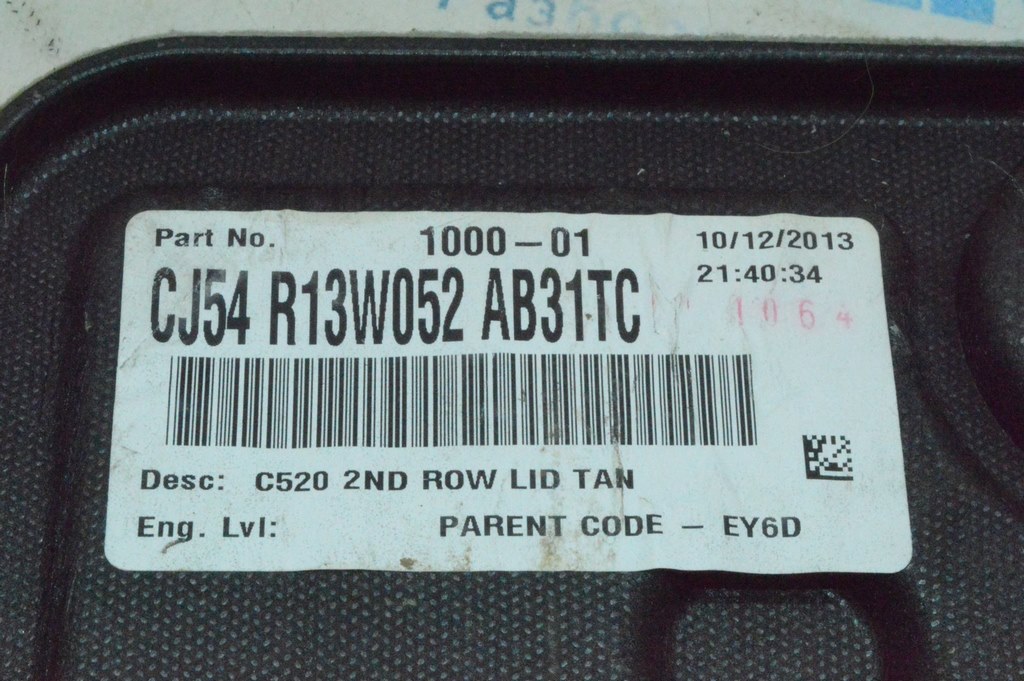 Part No. 1000-01 10/12/2013
21:40:34
CJ54 R13W052 AB31TC
1064
Desc: C520 2ND ROW LID TAN
Eng. Lvl: PARENT CODE - EY6D